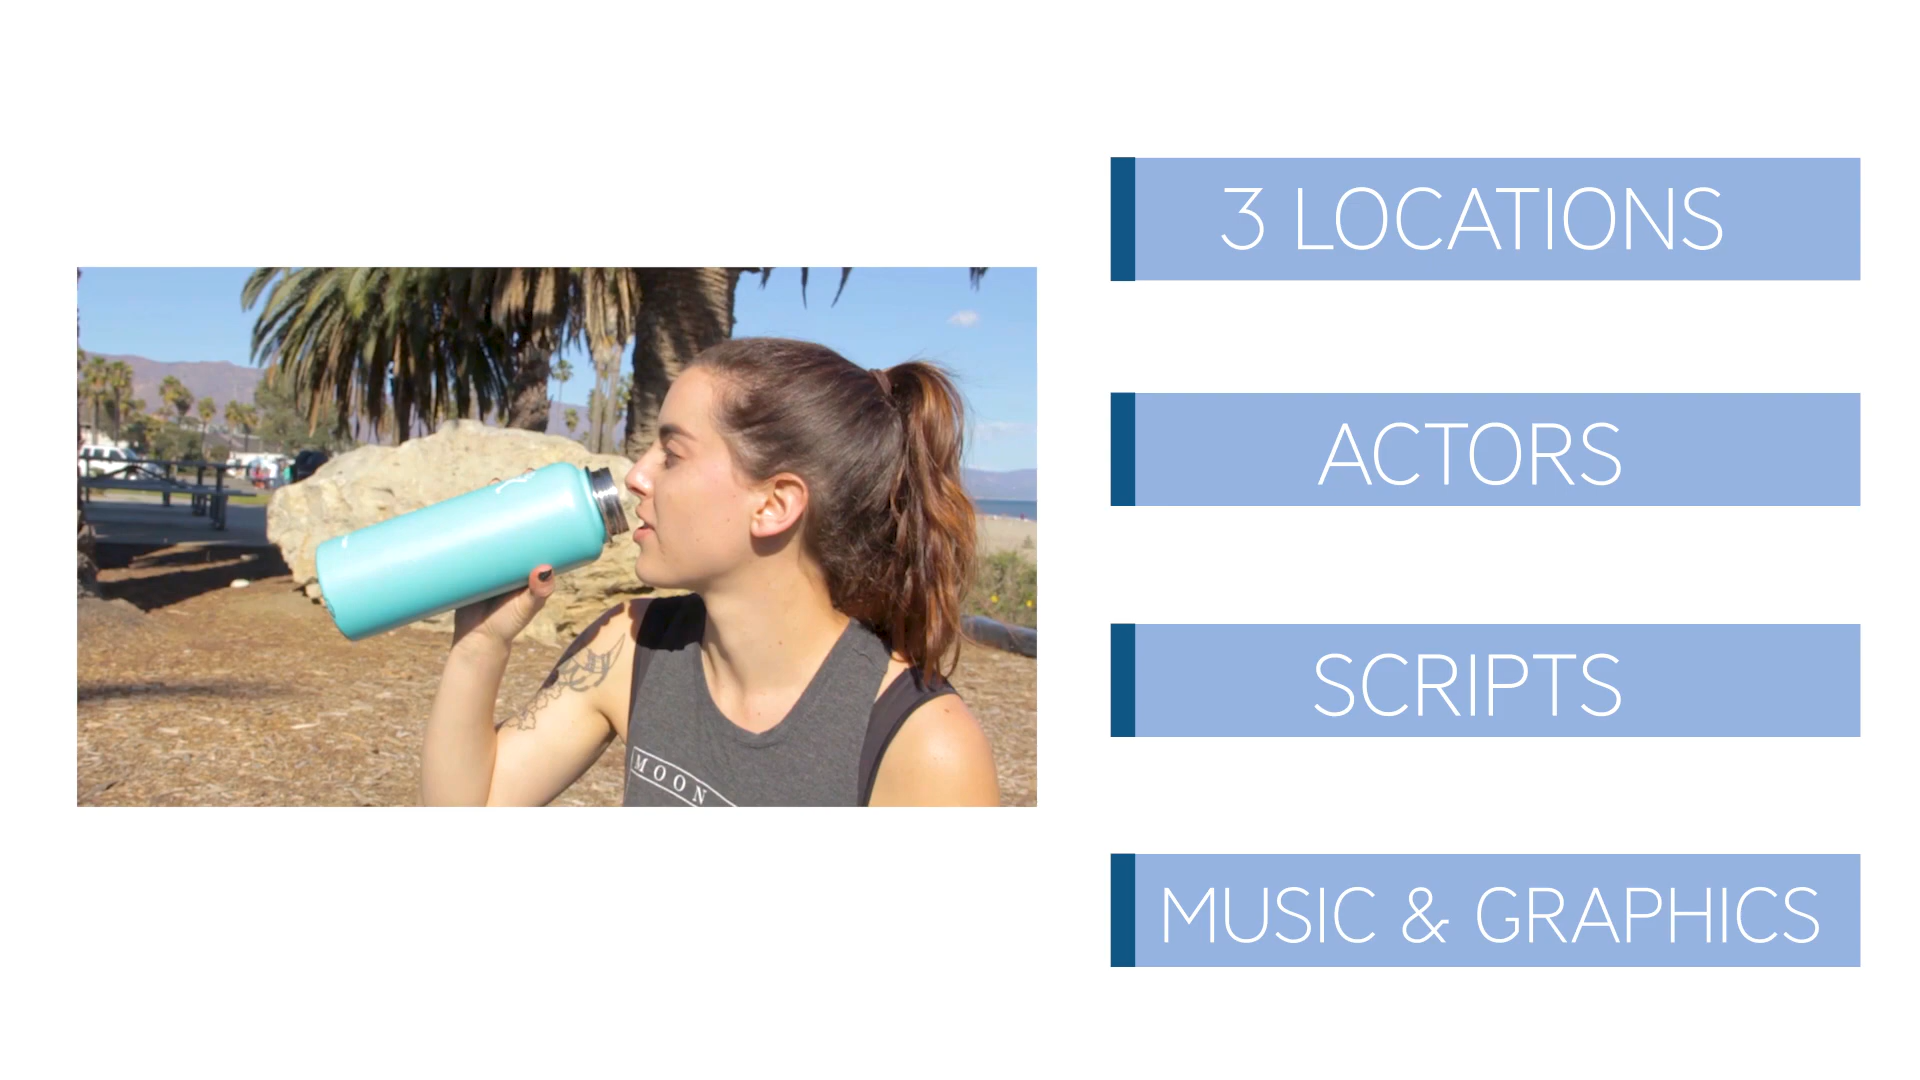 3 LOCATIONS
ACTORS
SCRIPTS
MUSIC & GRAPHICS
MOON